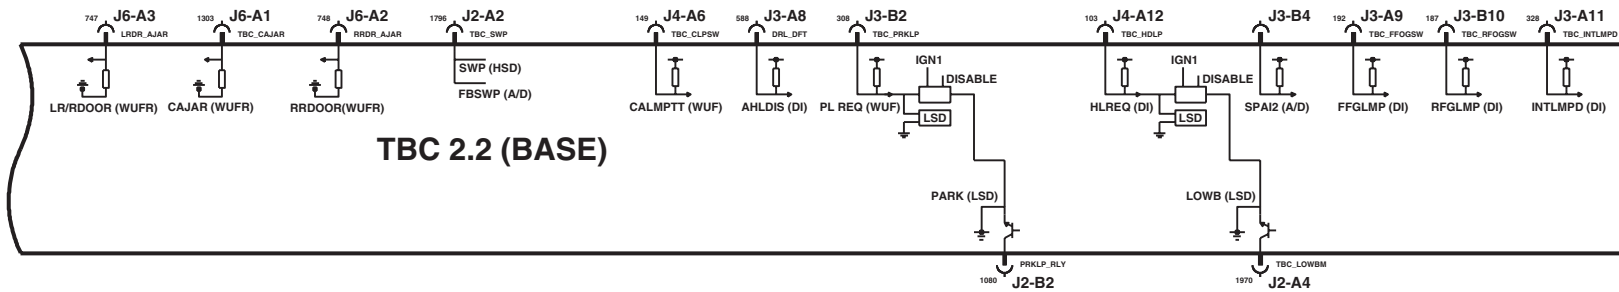 747 J6-A3 LRDR_AJAR
1303 J6-A1 TBC_CAJAR
748 J6-A2 RRDR_AJAR
1796 J2-A2 TBC_SWP
149 J4-A6 TBC_CLPSW
588 J3-A8 DRL_DFT
308 J3-B2 TBC_PRKLP
103 J4-A12 TBC_HDLP
J3-B4
192 J3-A9 TBC_FFOGSW
187 J3-B10 TBC_RFOGSW
328 J3-A11 TBC_INTLMPD
LR/RDOOR (WUFR)
CAJAR (WUFR)
RRDOOR(WUFR)
SWP (HSD)
FBSWP (A/D)
CALMPTT (WUF)
AHLDIS (DI)
PL REQ (WUF)
IGN1
DISABLE
LSD
HLREQ (DI)
IGN1
DISABLE
LSD
SPAI2 (A/D)
FFGLMP (DI)
RFGLMP (DI)
INTLMPD (DI)
TBC 2.2 (BASE)
PARK (LSD)
LOWB (LSD)
PRKLP_RLY
1080 J2-B2
TBC_LOWBM
1970 J2-A4